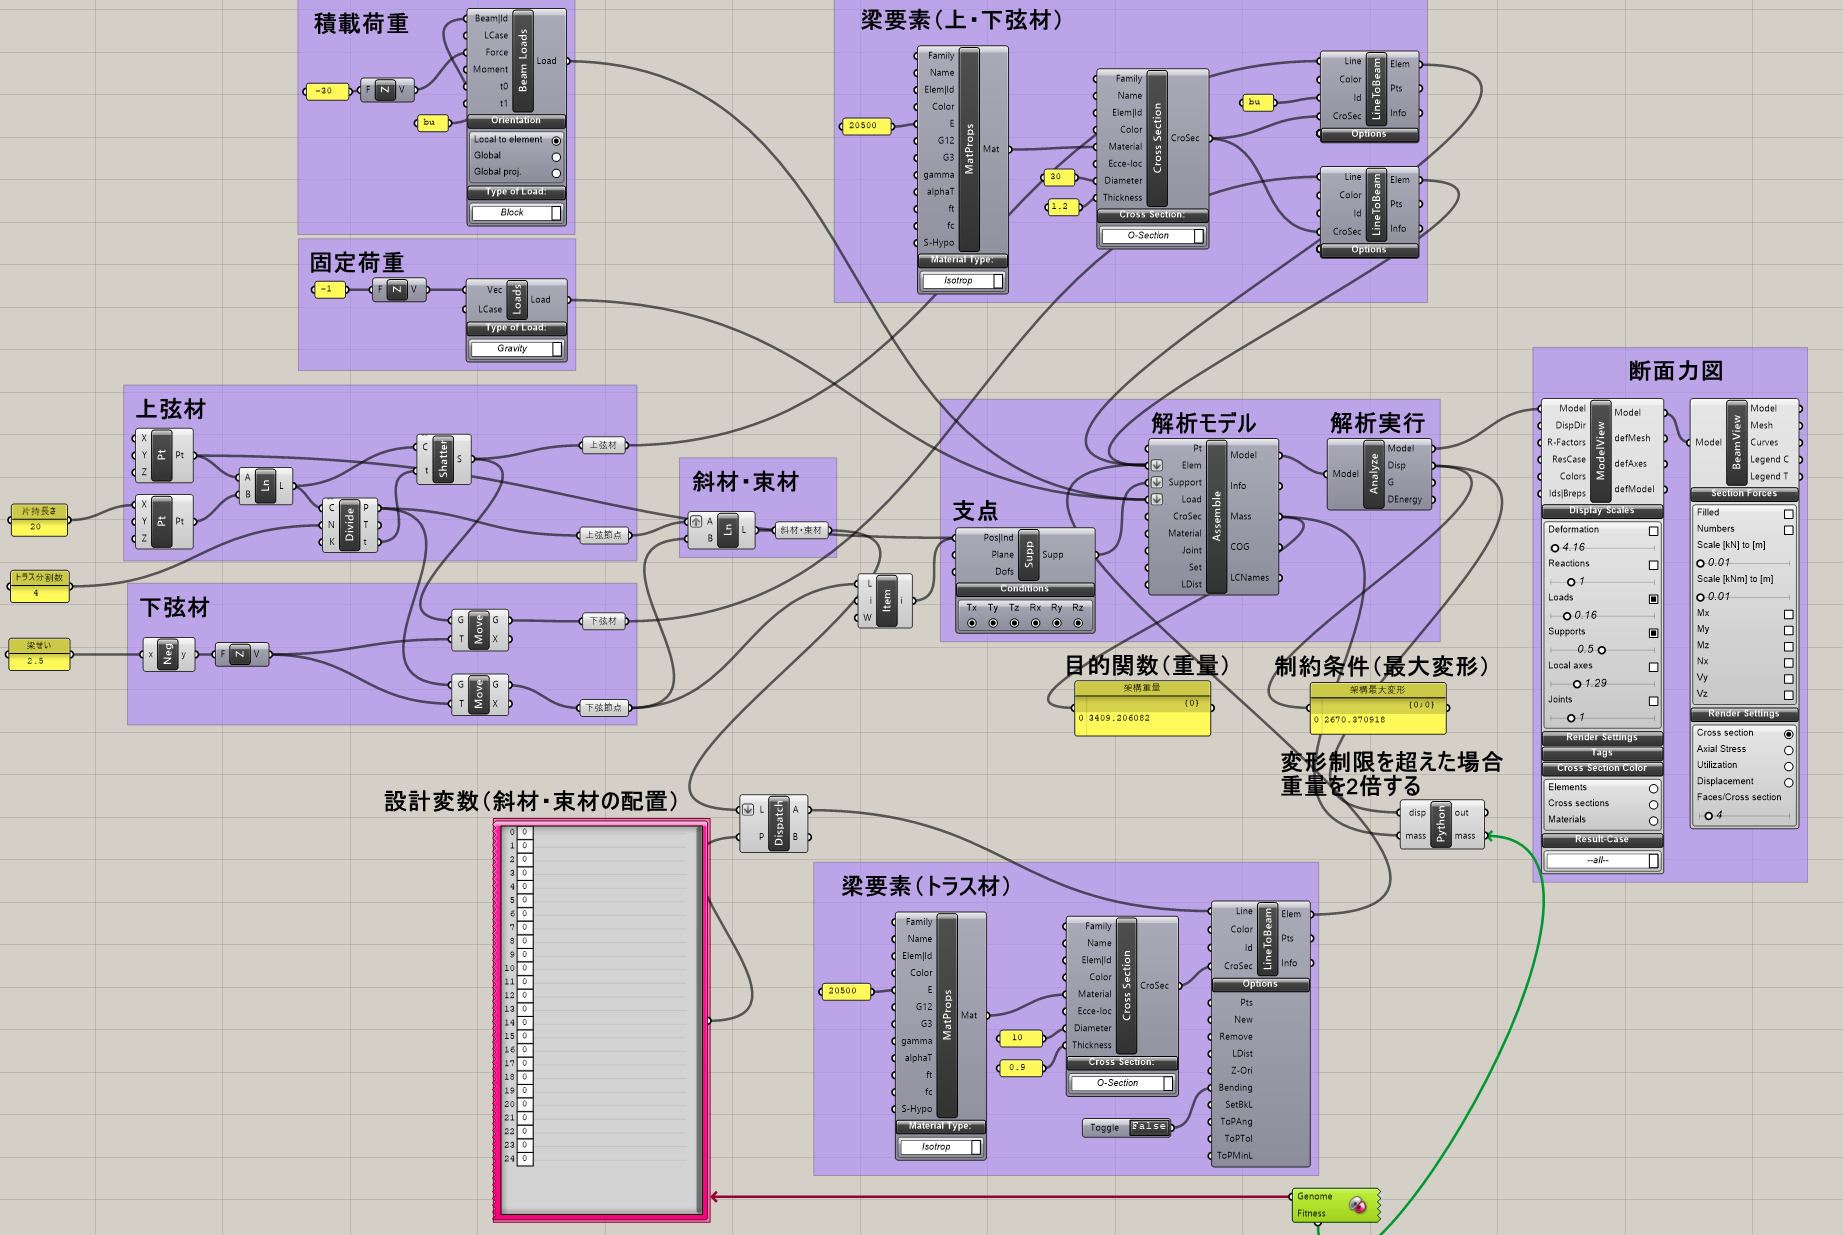 積載荷重
Beam|Id
LCase
Force
Moment
t0
t1
Beam Loads
Load
-30
F
Z
V
bu
Orientation
Local to element
Global
Global proj.
Type of Load:
Block
固定荷重
-1
F
Z
V
Vec
LCase
Loads
Load
Type of Load:
Gravity
梁要素(上・下弦材)
Family
Name
Elem|Id
Color
E
G12
G3
gamma
alphaT
ft
fc
S-Hypo
MatProps
Mat
20500
Material Type:
Isotrop
Family
Name
Elem|Id
Color
Material
Ecce-loc
Diameter
Thickness
Cross Section
CroSec
30
1.2
Cross Section:
O-Section
bu
Line
Color
Id
CroSec
LineToBeam
Elem
Pts
Info
Options
Line
Color
Id
CroSec
LineToBeam
Elem
Pts
Info
Options
上弦材
X
Y
Z
Pt
Pt
X
Y
Z
Pt
Pt
A
B
Ln
L
C
N
K
Divide
P
T
t
C
t
Shatter
S
上弦材
上弦節点
片持長さ
20
トラス分割数
4
梁せい
2.5
下弦材
x
Neg
y
F
Z
V
G
T
Move
G
X
G
T
Move
G
X
下弦材
下弦節点
斜材・束材
A
B
Ln
L
斜材・束材
L
i
W
Item
i
支点
Pos|Ind
Plane
Dofs
Supp
Supp
Conditions
Tx Ty Tz Rx Ry Rz
解析モデル
Pt
Elem
Support
Load
CroSec
Material
Joint
Set
LDist
Assemble
Model
Info
Mass
COG
LCNames
解析実行
Model
Analyze
Model
Disp
G
DEnergy
断面力図
Model
DispDir
R-Factors
ResCase
Colors
Ids|Breps
ModelView
Model
defMesh
defAxes
defModel
Display Scales
Deformation
4.16
Reactions
1
Loads
0.16
Supports
0.5
Local axes
1.29
Joints
1
Render Settings
Tags
Cross Section Color
Elements
Cross sections
Materials
Result-Case
--all--
Model
BeamView
Model
Mesh
Curves
Legend C
Legend T
Section Forces
Filled
Numbers
Scale [kN] to [m]
0.01
Scale [kNm] to [m]
0.01
Mx
My
Mz
Nx
Vy
Vz
Render Settings
Cross section
Axial Stress
Utilization
Displacement
Faces/Cross section
4
目的関数(重量)
架構重量
{0}
0 3409.206082
制約条件(最大変形)
架構最大変形
{0;0}
0 2670.370918
変形制限を超えた場合
重量を2倍する
disp
mass
Python
out
mass
設計変数(斜材・束材の配置)
0 0
1 0
2 0
3 0
4 0
5 0
6 0
7 0
8 0
9 0
10 0
11 0
12 0
13 0
14 0
15 0
16 0
17 0
18 0
19 0
20 0
21 0
22 0
23 0
24 0
L
P
Dispatch
A
B
梁要素(トラス材)
Family
Name
Elem|Id
Color
E
G12
G3
gamma
alphaT
ft
fc
S-Hypo
MatProps
Mat
20500
Material Type:
Isotrop
Family
Name
Elem|Id
Color
Material
Ecce-loc
Diameter
Thickness
Cross Section
CroSec
10
0.9
Cross Section:
O-Section
Toggle
False
Line
Color
Id
CroSec
LineToBeam
Elem
Pts
Info
Options
Pts
New
Remove
LDist
Z-Ori
Bending
SetBkL
ToPAng
ToPTol
ToPMinL
Genome
Fitness